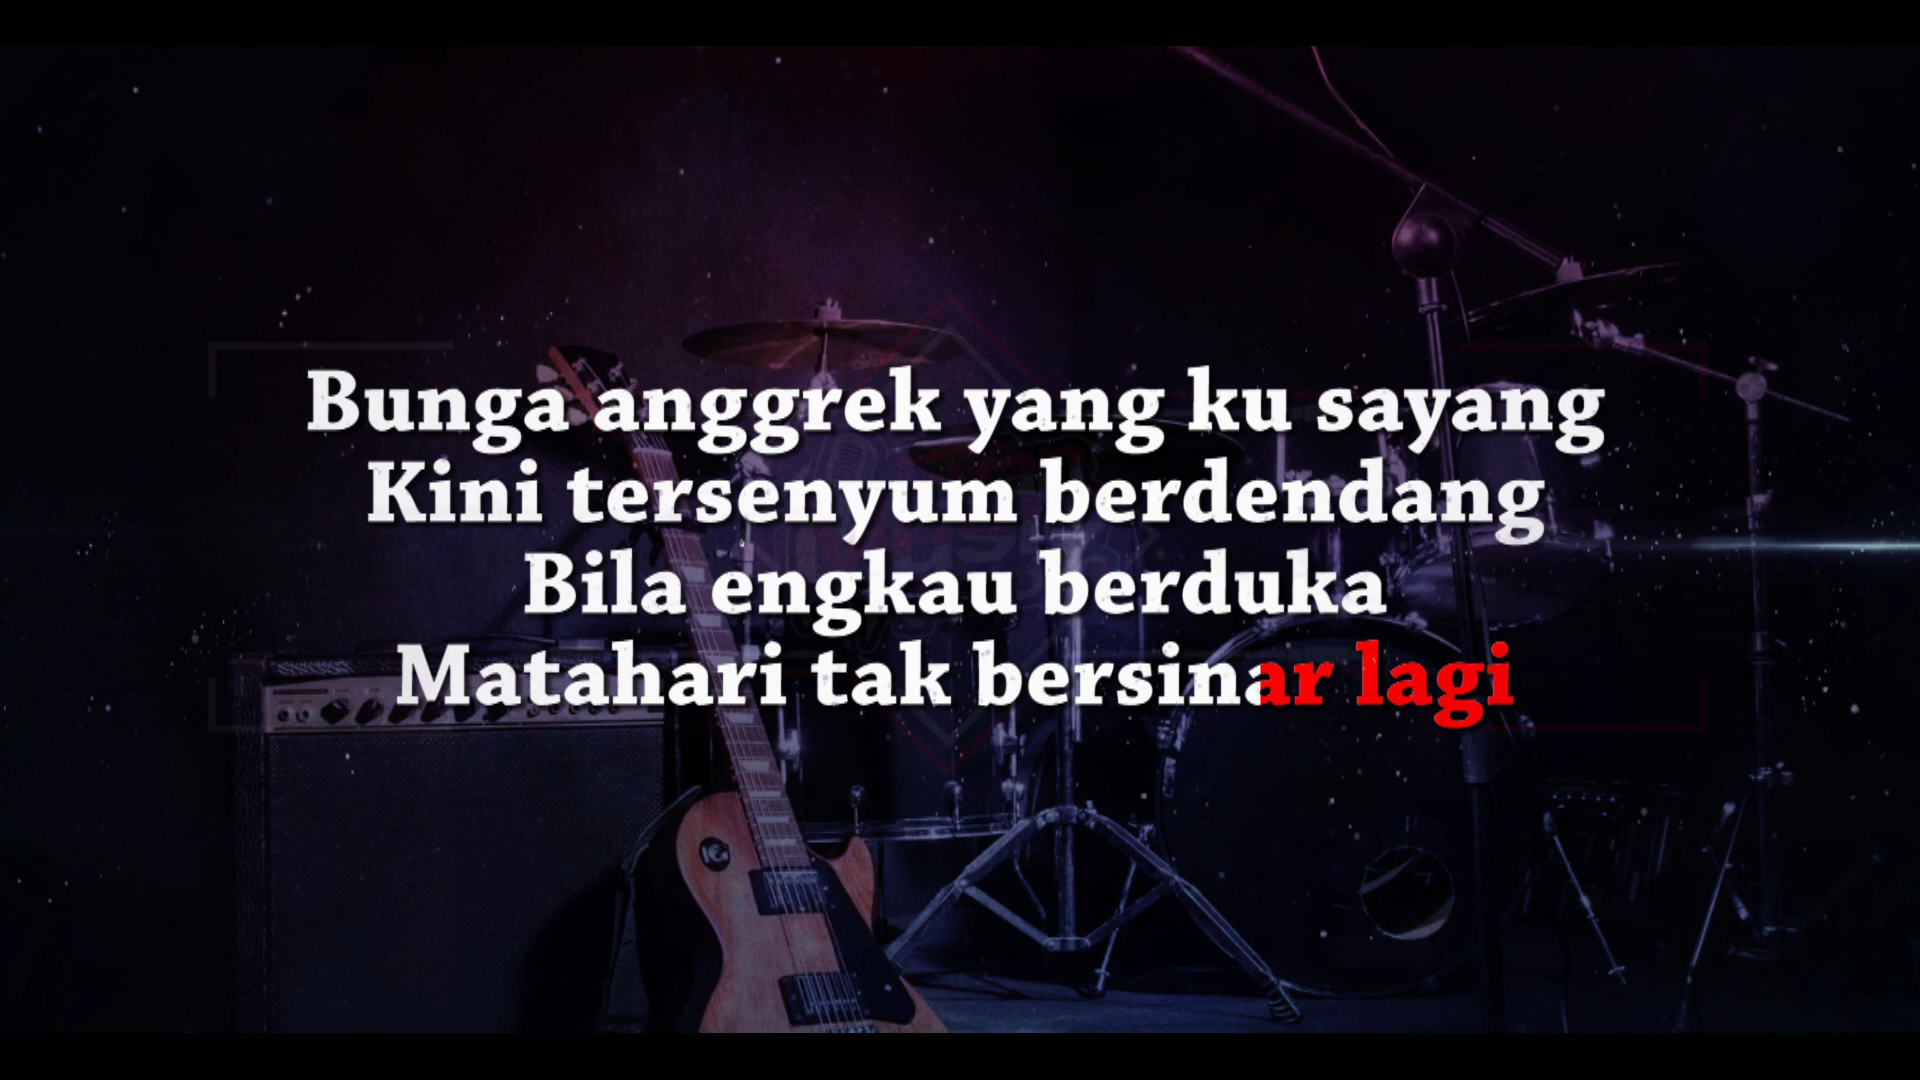 Bunga anggrek yang ku sayang
Kini tersenyum berdendang
Bila engkau berduka
Matahari tak bersinar lagi